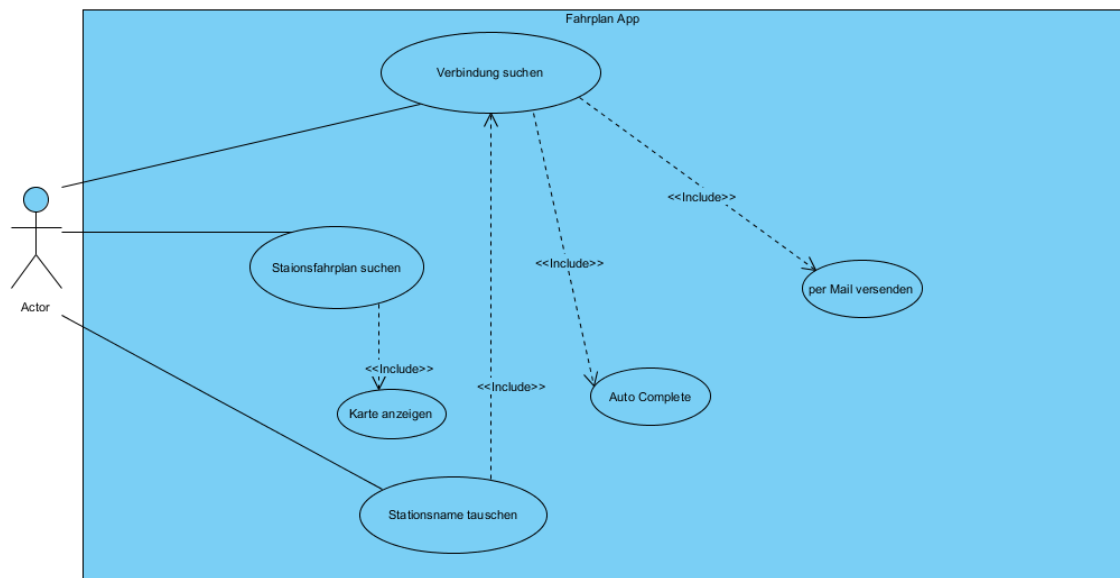 Fahrplan App
Verbindung suchen
<<Include>>
Staionsfahrplan suchen
<<Include>>
per Mail versenden
Actor
<<Include>>
<<Include>>
Auto Complete
Karte anzeigen
Stationsname tauschen